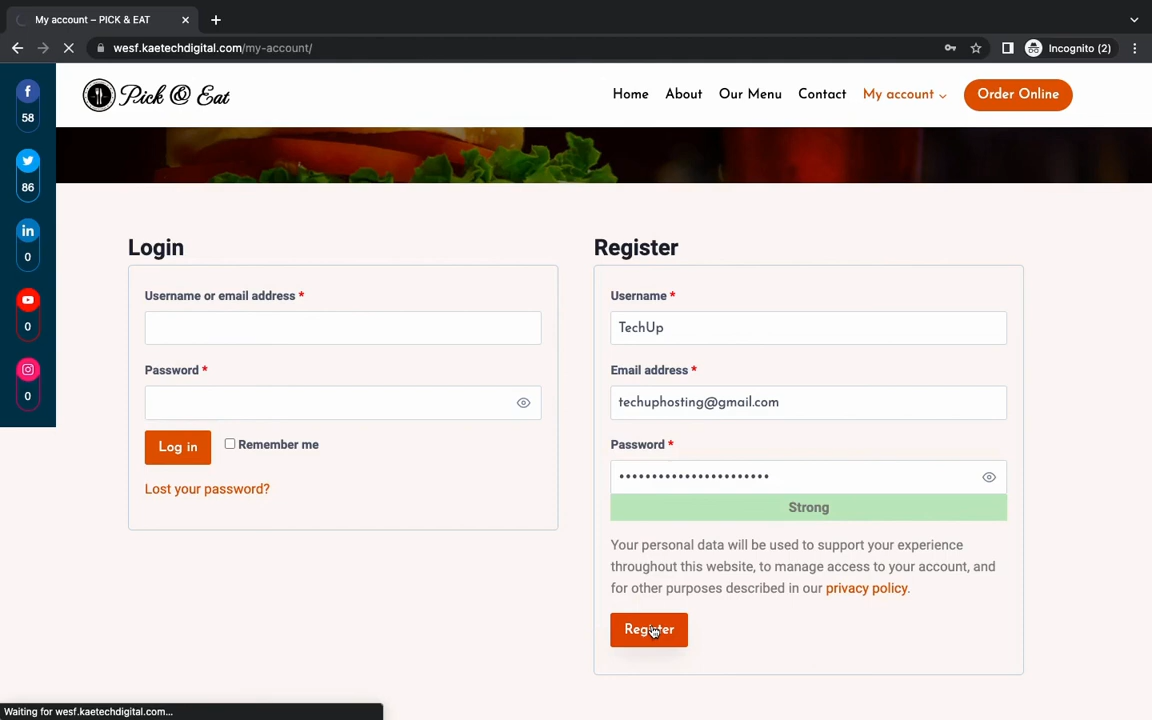 My account – PICK & EAT
wesf.kaetechdigital.com/my-account/
Incognito (2)
Pick @ Eat
Home
About
Our Menu
Contact
My account
Order Online
58
86
0
0
0
Login
Username or email address *
Password *
Log in
Remember me
Lost your password?
Register
Username *
TechUp
Email address *
techuphosting@gmail.com
Password *
•••••••••••••••••••••••
Strong
Your personal data will be used to support your experience
throughout this website, to manage access to your account, and
for other purposes described in our privacy policy.
Register
Waiting for wesf.kaetechdigital.com...